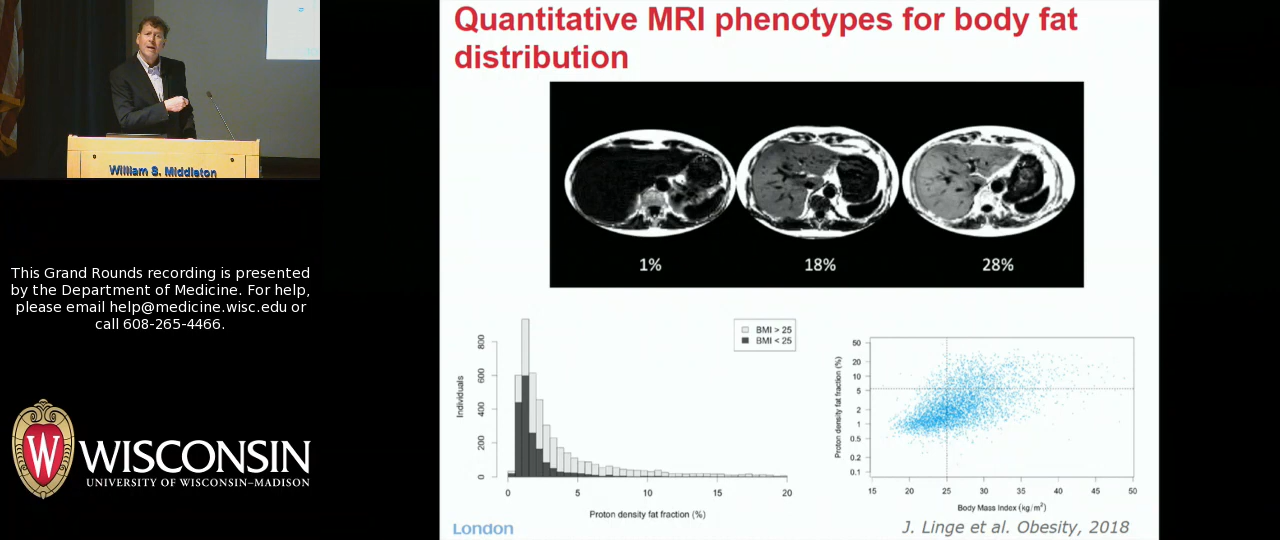 William S. Middleton
This Grand Rounds recording is presented
by the Department of Medicine. For help,
please email help@medicine.wisc.edu or
call 608-265-4466.
W
WISCONSIN
UNIVERSITY OF WISCONSIN–MADISON
Quantitative MRI phenotypes for body fat
distribution
1% 18% 28%
BMI > 25
BMI < 25
Individuals
800
600
400
200
0
0 5 10 15 20
Proton density fat fraction (%)
Proton density fat fraction (%)
50
20
10
5
2
1
0.5
0.2
0.1
15 20 25 30 35 40 45 50
Body Mass Index (kg/m²)
London
J. Linge et al. Obesity, 2018